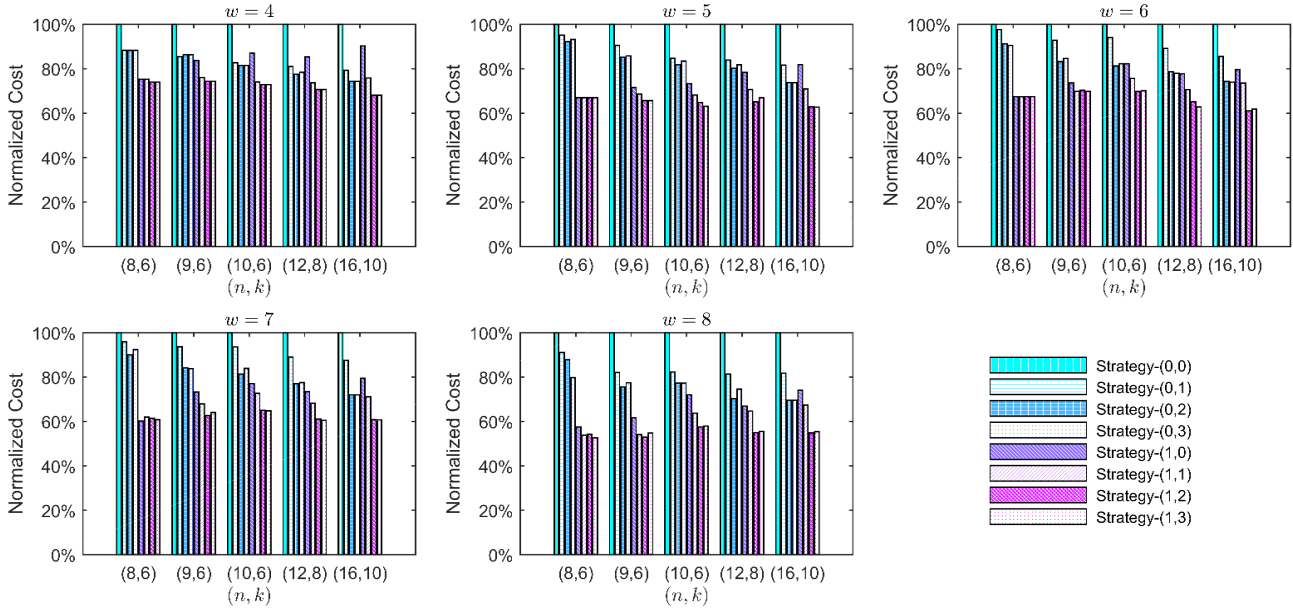 w = 4
100%
80%
60%
40%
20%
0%
Normalized Cost
(8,6) (9,6) (10,6) (12,8) (16,10)
(n, k)
w = 5
100%
80%
60%
40%
20%
0%
Normalized Cost
(8,6) (9,6) (10,6) (12,8) (16,10)
(n, k)
w = 6
100%
80%
60%
40%
20%
0%
Normalized Cost
(8,6) (9,6) (10,6) (12,8) (16,10)
(n, k)
w = 7
100%
80%
60%
40%
20%
0%
Normalized Cost
(8,6) (9,6) (10,6) (12,8) (16,10)
(n, k)
w = 8
100%
80%
60%
40%
20%
0%
Normalized Cost
(8,6) (9,6) (10,6) (12,8) (16,10)
(n, k)
Strategy-(0,0)
Strategy-(0,1)
Strategy-(0,2)
Strategy-(0,3)
Strategy-(1,0)
Strategy-(1,1)
Strategy-(1,2)
Strategy-(1,3)